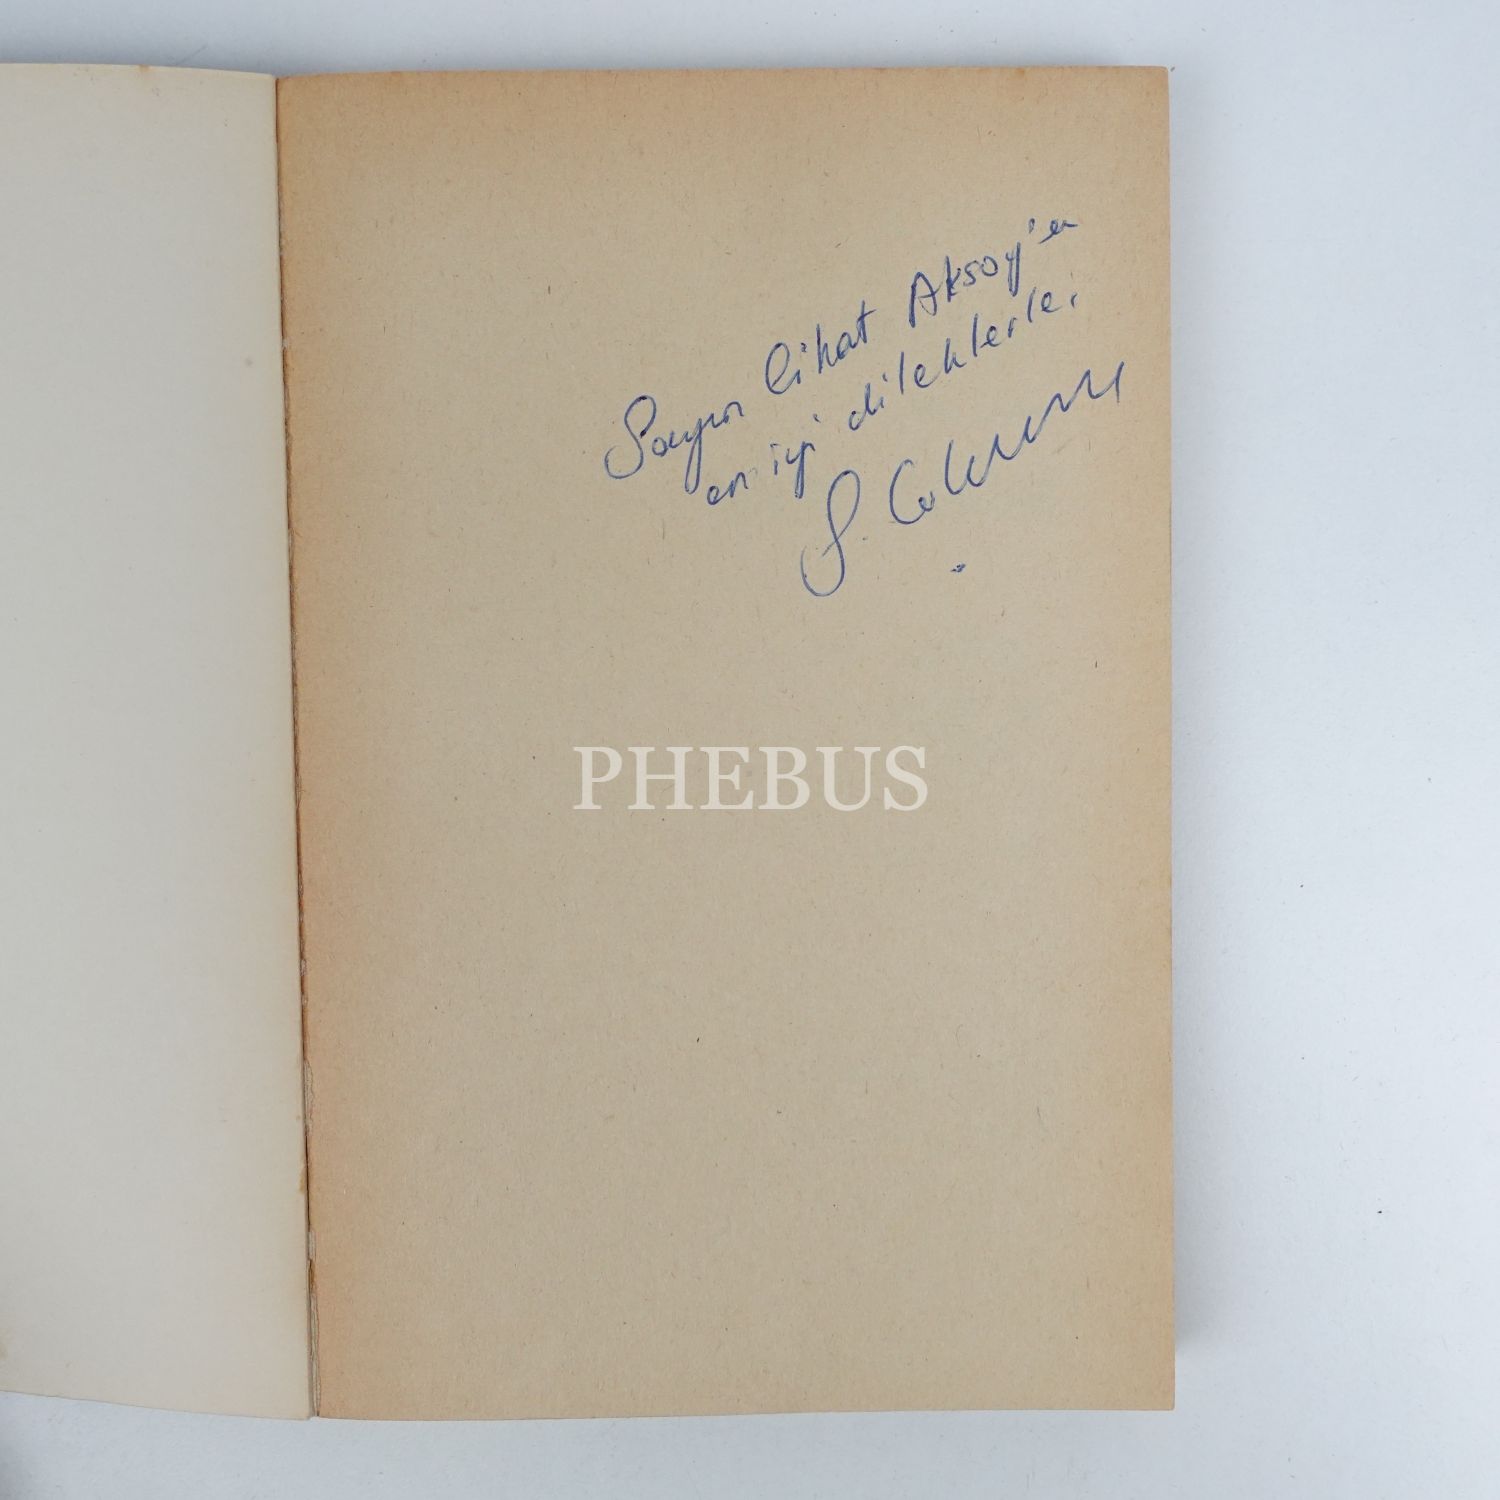 Sayın Cihat Aksoy'a
en iyi dileklerle.
S.
PHEBUS